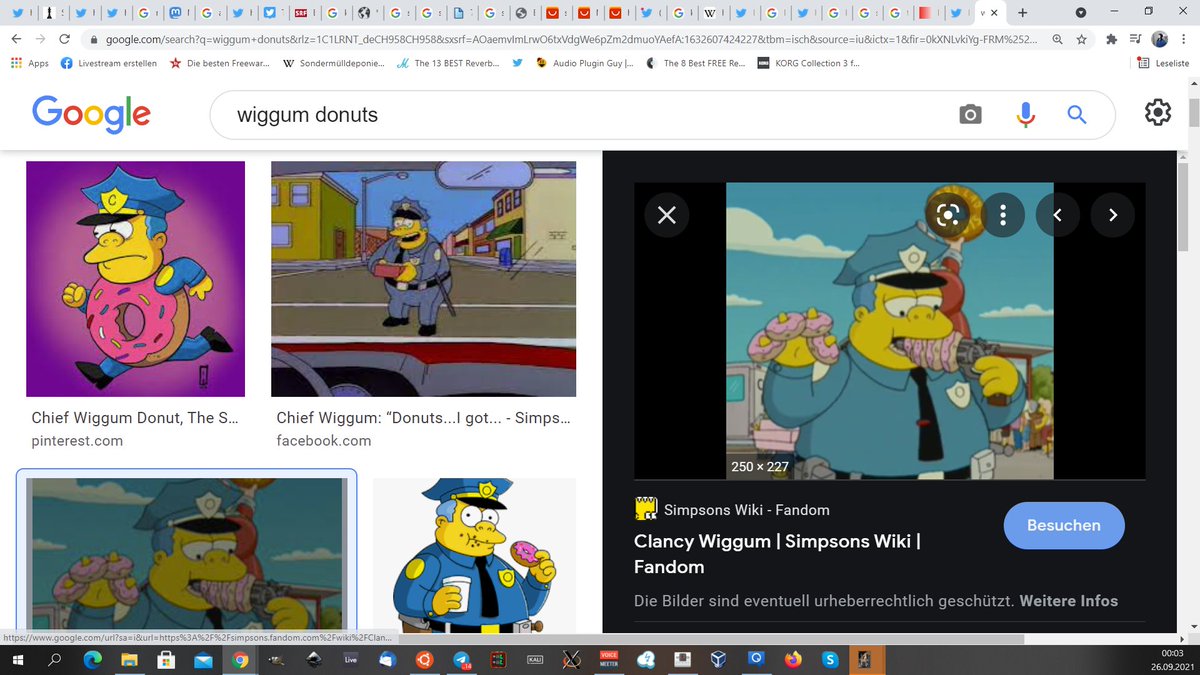 google.com/search?q=wiggum+donuts&rlz=1C1LRNT_deCH958CH958&sxsrf=AOaemvImLrwO6txVdgWe6pZm2dmuoYAefA:1632607424227&tbm=isch&source=iu&ictx=1&fir=0kXNLvkiYg-FRM%252...
Apps
Livestream erstellen
Die besten Freewar...
Sondermülldeponie...
The 13 BEST Reverb...
Audio Plugin Guy |...
The 8 Best FREE Re...
KORG Collection 3 f...
Leseliste
Google
wiggum donuts
Chief Wiggum Donut, The S...
pinterest.com
Chief Wiggum: “Donuts...I got... - Simps...
facebook.com
250 × 227
Simpsons Wiki - Fandom
Clancy Wiggum | Simpsons Wiki |
Fandom
Besuchen
Die Bilder sind eventuell urheberrechtlich geschützt. Weitere Infos
https://www.google.com/url?sa=i&url=https%3A%2F%2Fsimpsons.fandom.com%2Fwiki%2FClan...
Live
KALI
VOICE
MEETER
00:03
26.09.2021